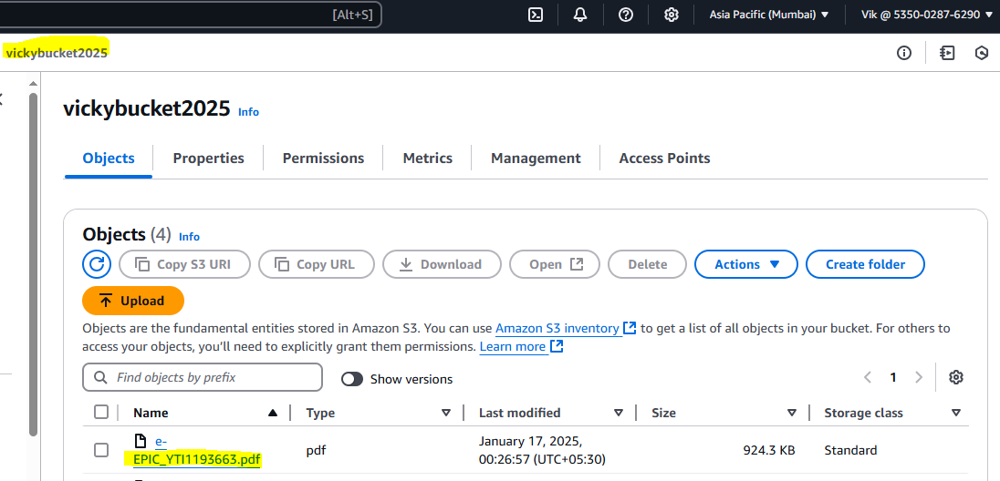 [Alt+S]
Asia Pacific (Mumbai)
Vik @ 5350-0287-6290
vickybucket2025
vickybucket2025 Info
Objects
Properties
Permissions
Metrics
Management
Access Points
Objects (4) Info
Copy S3 URI
Copy URL
Download
Open
Delete
Actions
Create folder
Upload
Objects are the fundamental entities stored in Amazon S3. You can use Amazon S3 inventory to get a list of all objects in your bucket. For others to
access your objects, you'll need to explicitly grant them permissions. Learn more
Find objects by prefix
Show versions
1
Name
Type
Last modified
Size
Storage class
e-
EPIC_YTI1193663.pdf
pdf
January 17, 2025,
00:26:57 (UTC+05:30)
924.3 KB
Standard